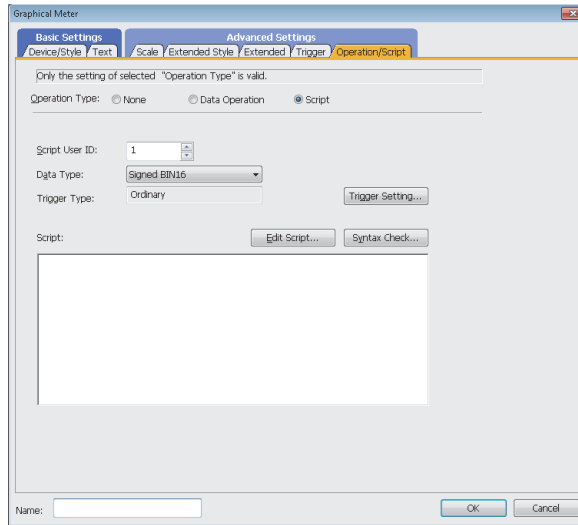 Graphical Meter
Basic Settings
Advanced Settings
Device/Style Text Scale Extended Style Extended Trigger Operation/Script
Only the setting of selected "Operation Type" is valid.
Operation Type: None Data Operation Script
Script User ID: 1
Data Type: Signed BIN16
Trigger Type: Ordinary Trigger Setting...
Script: Edit Script... Syntax Check...
Name: OK Cancel